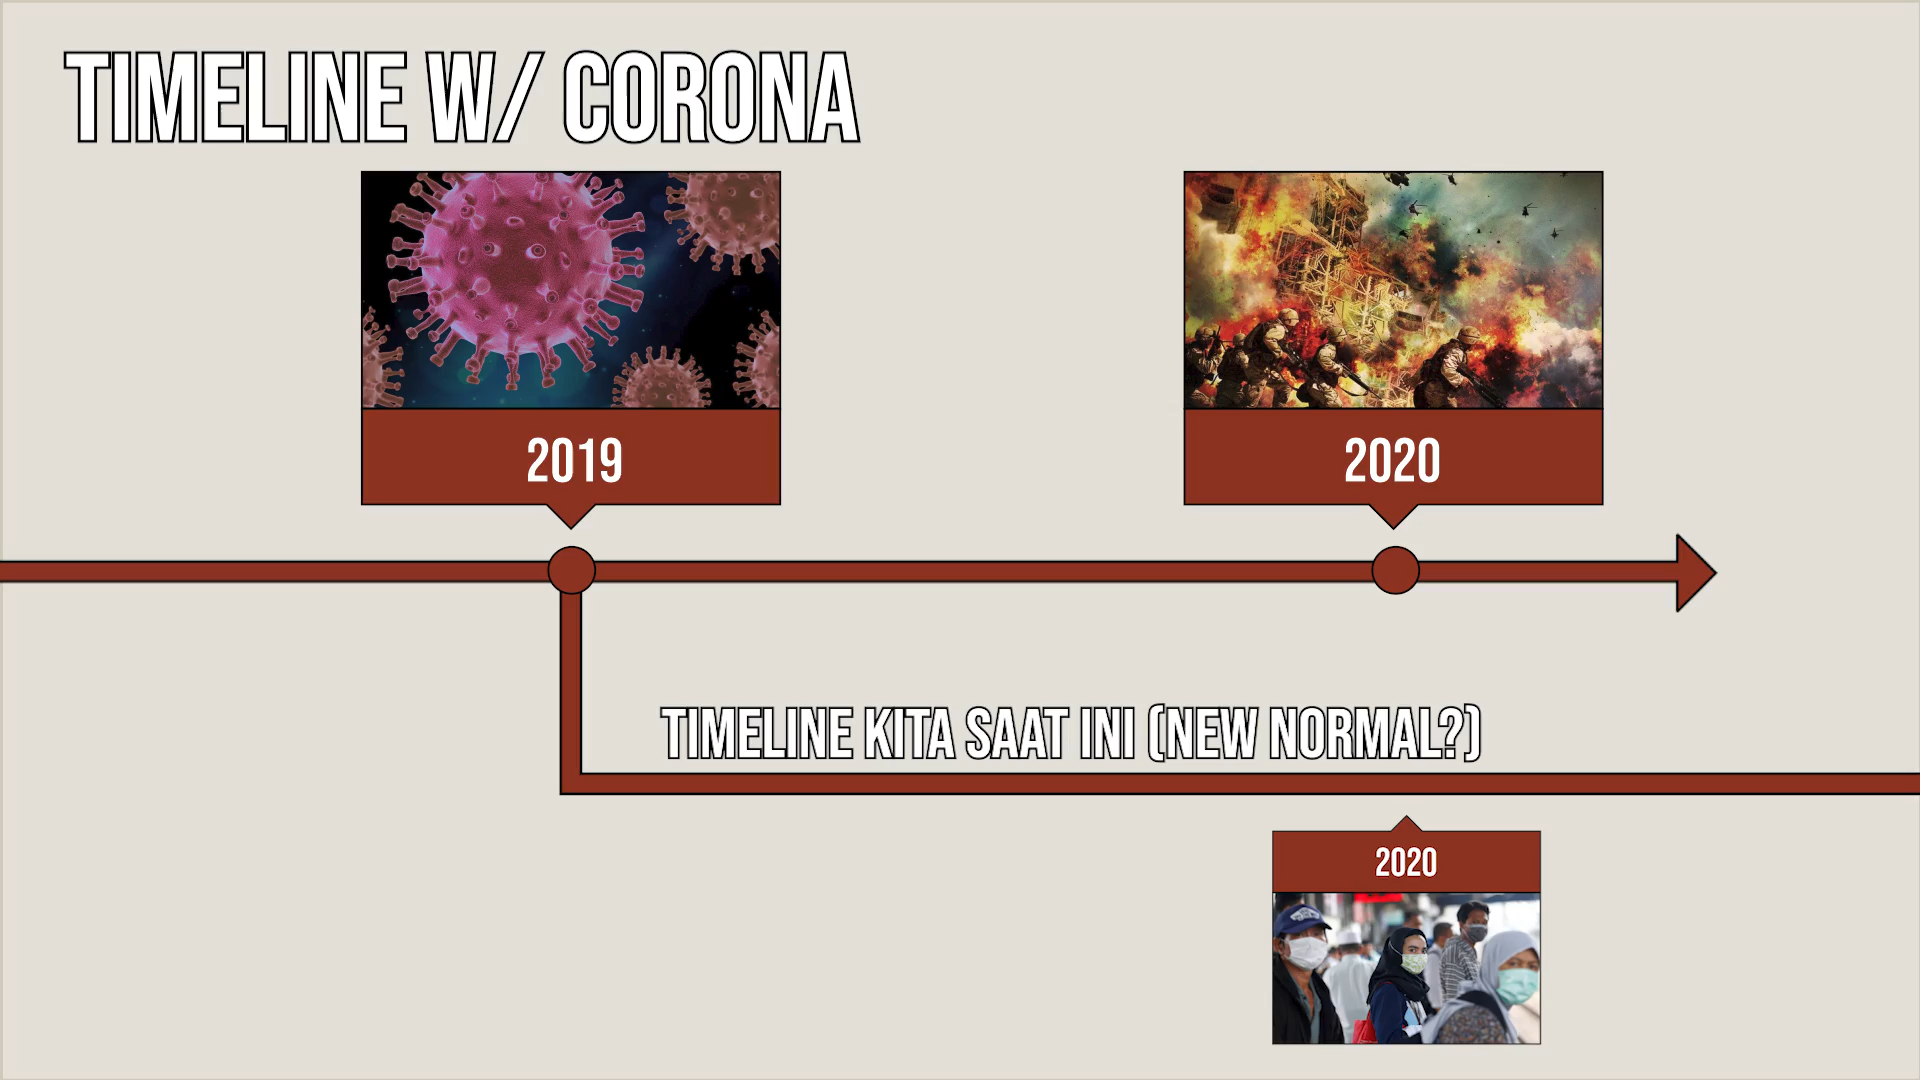 TIMELINE W/ CORONA
2019
2020
TIMELINE KITA SAAT INI (NEW NORMAL?)
2020